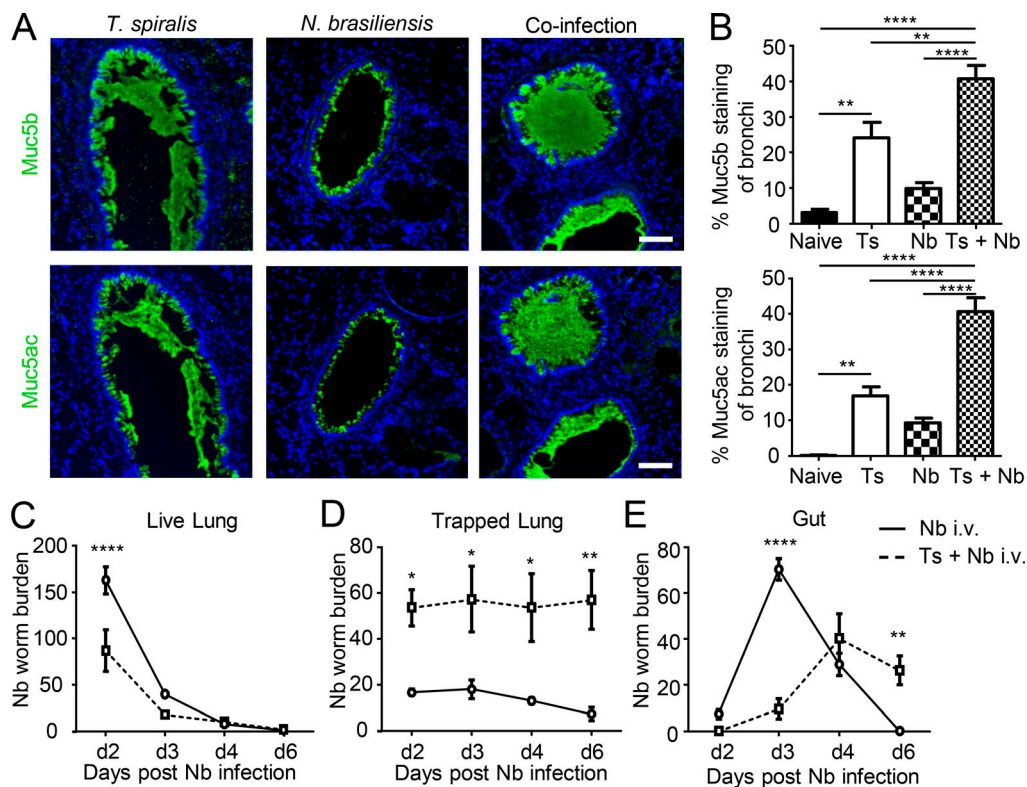 A
T. spiralis
N. brasiliensis
Co-infection
Muc5b
Muc5ac
B
% Muc5b staining
of bronchi
50
40
30
20
10
0
****
**
****
**
Naive
Ts
Nb
Ts + Nb
% Muc5ac staining
of bronchi
50
40
30
20
10
0
****
****
****
**
Naive
Ts
Nb
Ts + Nb
C
Live Lung
Nb worm burden
200
150
100
50
0
****
d2
d3
d4
d6
Days post Nb infection
D
Trapped Lung
Nb worm burden
80
60
40
20
0
*
*
*
**
d2
d3
d4
d6
Days post Nb infection
E
Gut
Nb worm burden
80
60
40
20
0
****
**
d2
d3
d4
d6
Days post Nb infection
Nb i.v.
Ts + Nb i.v.